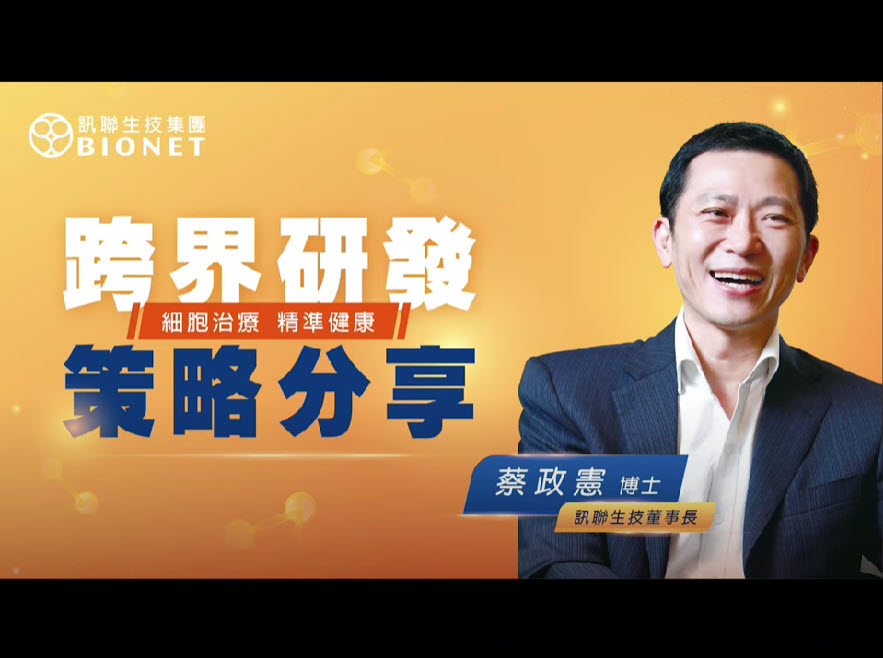 訊聯生技集團
BIONET
跨界研發
細胞治療 精準健康
策略分享
蔡政憲 博士
訊聯生技董事長